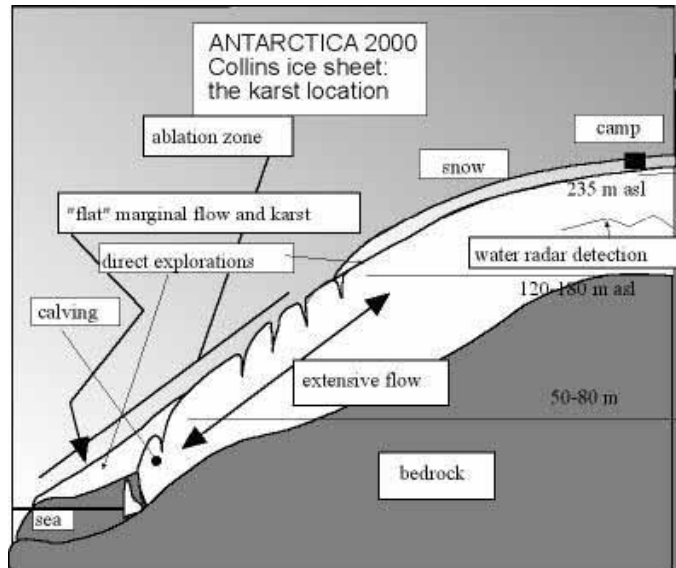 ANTARCTICA 2000
Collins ice sheet:
the karst location
ablation zone
camp
snow
235 m asl
"flat" marginal flow and karst
direct explorations
water radar detection
120-180 m asl
calving
extensive flow
50-80 m
bedrock
sea